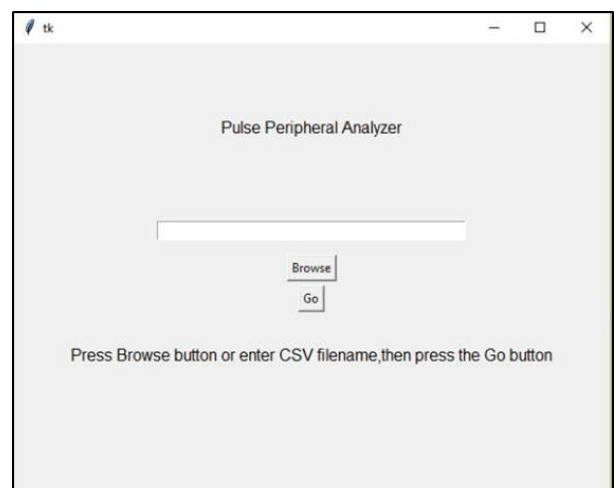 tk
Pulse Peripheral Analyzer
Browse
Go
Press Browse button or enter CSV filename,then press the Go button